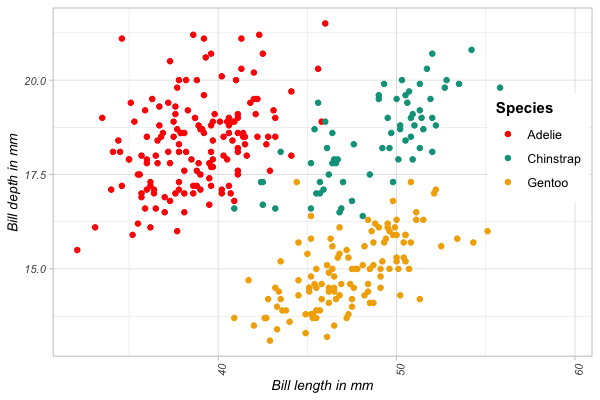 20.0
17.5
15.0
Bill depth in mm
40
50
60
Bill length in mm
Species
Adelie
Chinstrap
Gentoo